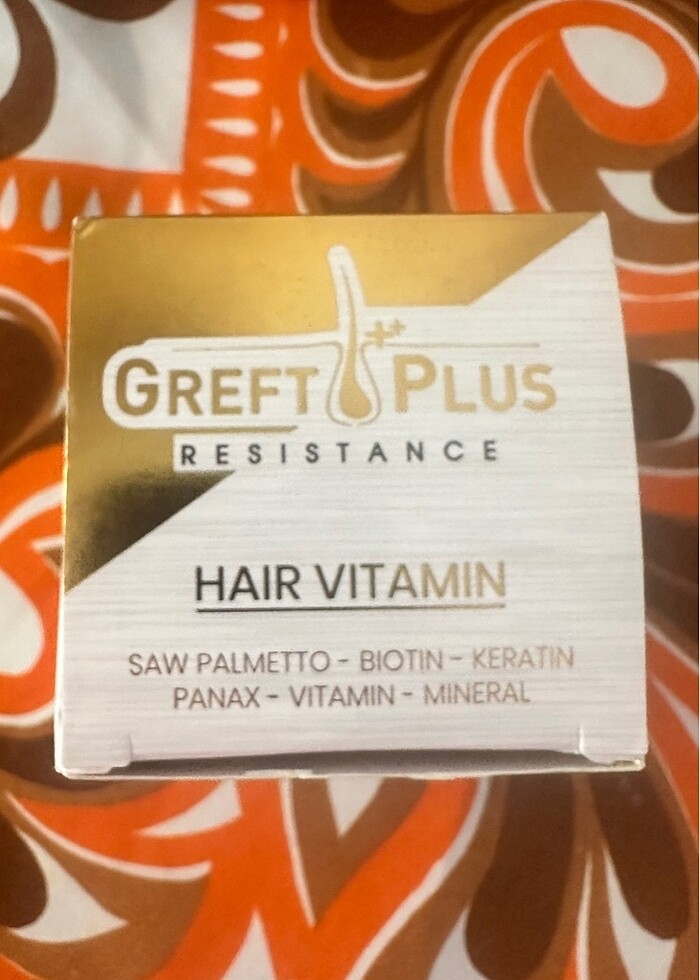 GREFT PLUS ++
RESISTANCE
HAIR VITAMIN
SAW PALMETTO - BIOTIN - KERATIN
PANAX - VITAMIN - MINERAL